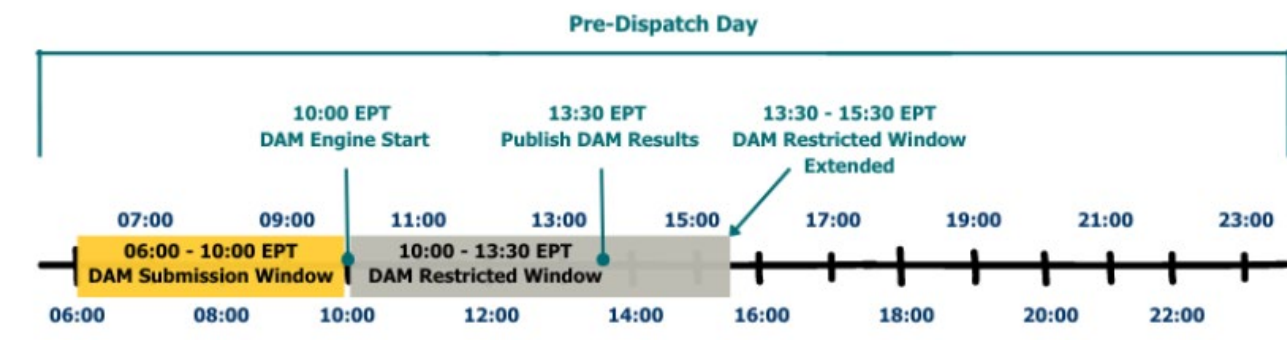 Pre-Dispatch Day
10:00 EPT
DAM Engine Start
13:30 EPT
Publish DAM Results
13:30 - 15:30 EPT
DAM Restricted Window
Extended
07:00 09:00 11:00 13:00 15:00 17:00 19:00 21:00 23:00
06:00 - 10:00 EPT
DAM Submission Window
10:00 - 13:30 EPT
DAM Restricted Window
06:00 08:00 10:00 12:00 14:00 16:00 18:00 20:00 22:00